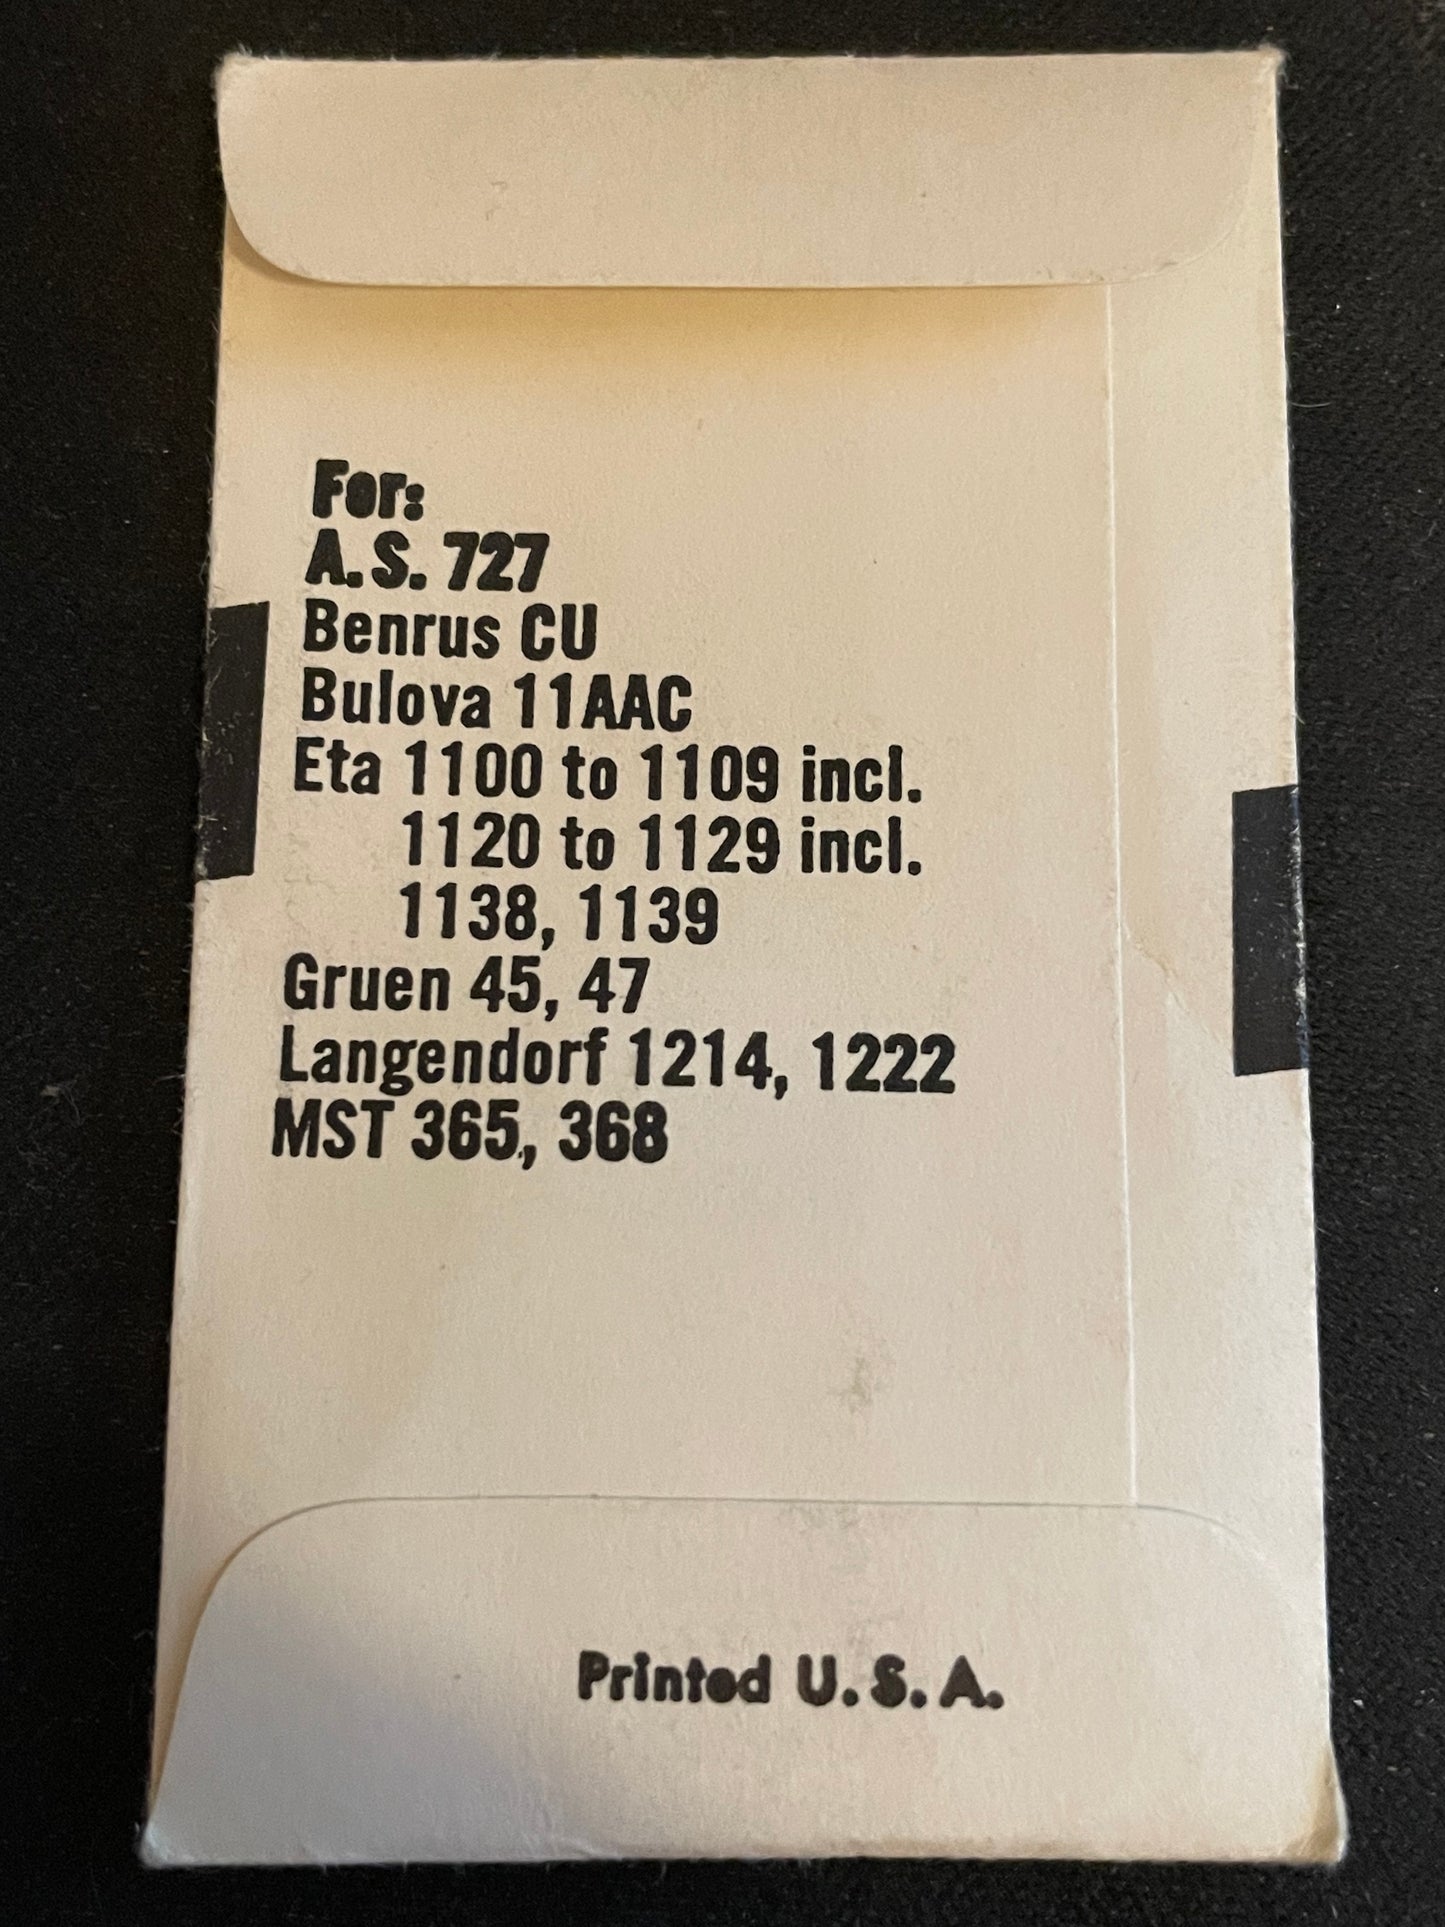 For:
A.S. 727
Benrus CU
Bulova 11AAC
Eta 1100 to 1109 incl.
1120 to 1129 incl.
1138, 1139
Gruen 45, 47
Langendorf 1214, 1222
MST 365, 368
Printed U.S.A.